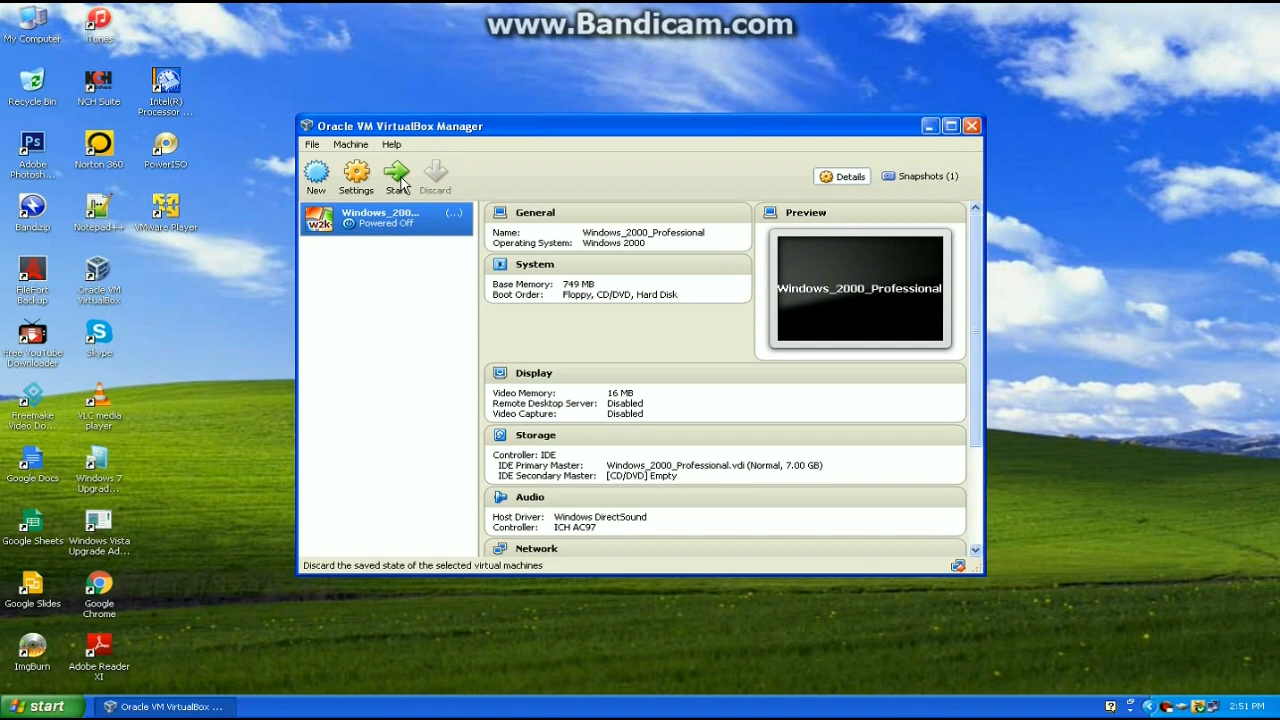 www.Bandicam.com
My Computer
iTunes
Recycle Bin
NCH Suite
Intel(R)
Processor ...
Adobe
Photosh...
Norton 360
PowerISO
Bandizip
Notepad++
VMware Player
FileFort
Backup
Oracle VM
VirtualBox
Free YouTube
Downloader
Skype
Freemake
Video Do...
VLC media
player
Google Docs
Windows 7
Upgrad...
Google Sheets
Windows Vista
Upgrade Ad...
Google Slides
Google
Chrome
ImgBurn
Adobe Reader
XI
Oracle VM VirtualBox Manager
File Machine Help
New Settings Start Discard
Details Snapshots (1)
Windows_200... (...)
Powered Off
w2k
General
Name: Windows_2000_Professional
Operating System: Windows 2000
System
Base Memory: 749 MB
Boot Order: Floppy, CD/DVD, Hard Disk
Preview
Windows_2000_Professional
Display
Video Memory: 16 MB
Remote Desktop Server: Disabled
Video Capture: Disabled
Storage
Controller: IDE
IDE Primary Master: Windows_2000_Professional.vdi (Normal, 7.00 GB)
IDE Secondary Master: [CD/DVD] Empty
Audio
Host Driver: Windows DirectSound
Controller: ICH AC97
Network
Discard the saved state of the selected virtual machines
start
Oracle VM VirtualBox ...
2:51 PM